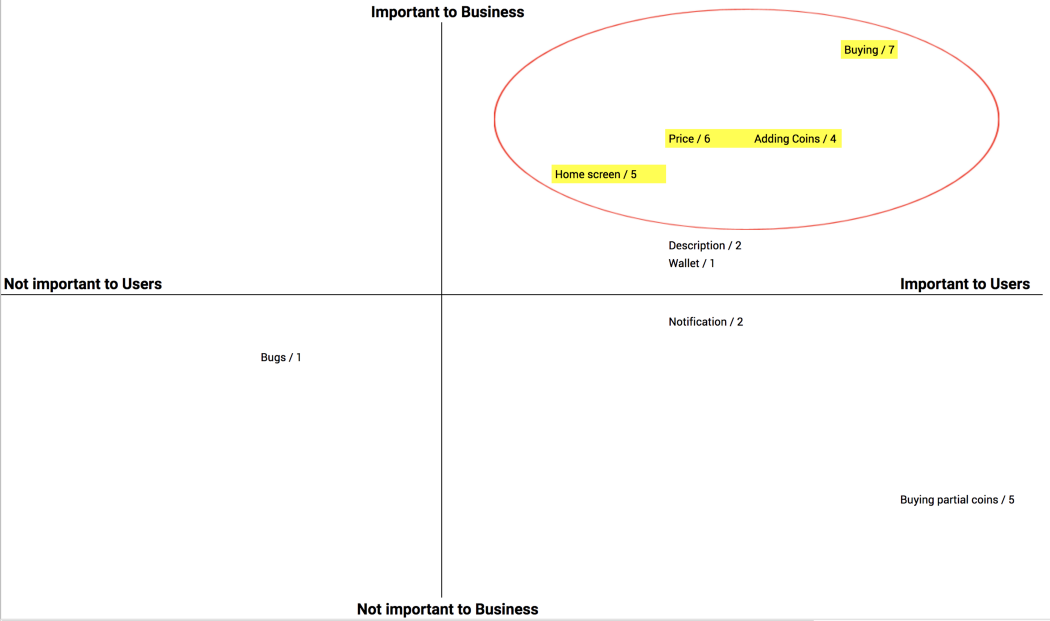 Important to Business
Buying / 7
Price / 6
Adding Coins / 4
Home screen / 5
Description / 2
Wallet / 1
Not important to Users
Important to Users
Notification / 2
Bugs / 1
Buying partial coins / 5
Not important to Business